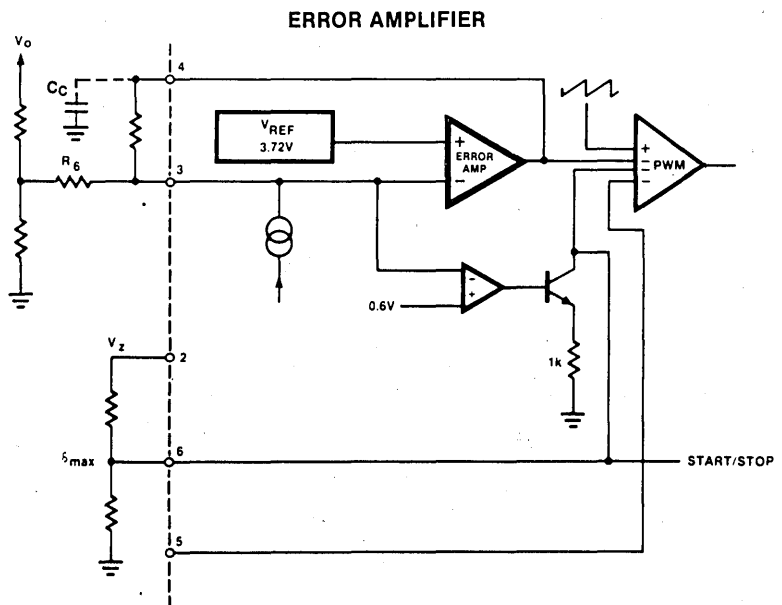 ERROR AMPLIFIER
Vo
4
CC
VREF
3.72V
+
−
ERROR
AMP
+
−
−
−
PWM
R6
3
−
+
0.6V
1k
Vz
2
δmax
6
START/STOP
5